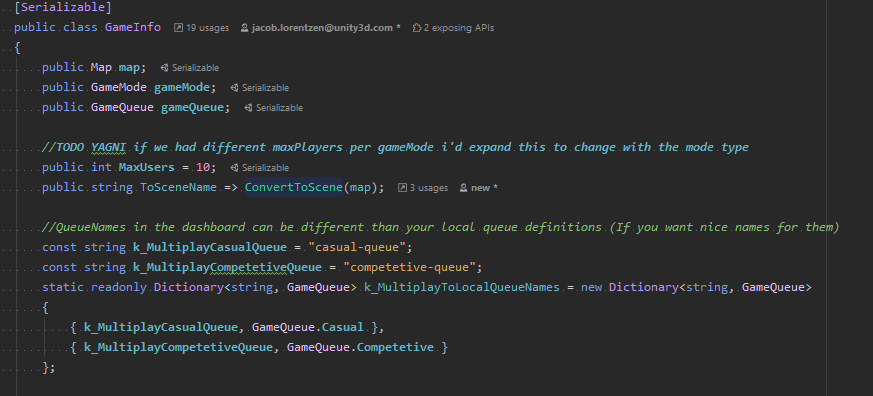 [Serializable]
public class GameInfo 19 usages jacob.lorentzen@unity3d.com * 2 exposing APIs
{
public Map map; Serializable
public GameMode gameMode; Serializable
public GameQueue gameQueue; Serializable
//TODO YAGNI if we had different maxPlayers per gameMode i'd expand this to change with the mode type
public int MaxUsers = 10; Serializable
public string ToSceneName => ConvertToScene(map); 3 usages new *
//QueueNames in the dashboard can be different than your local queue definitions (If you want nice names for them)
const string k_MultiplayCasualQueue = "casual-queue";
const string k_MultiplayCompetetiveQueue = "competetive-queue";
static readonly Dictionary<string, GameQueue> k_MultiplayToLocalQueueNames = new Dictionary<string, GameQueue>
{
{ k_MultiplayCasualQueue, GameQueue.Casual },
{ k_MultiplayCompetetiveQueue, GameQueue.Competetive }
};